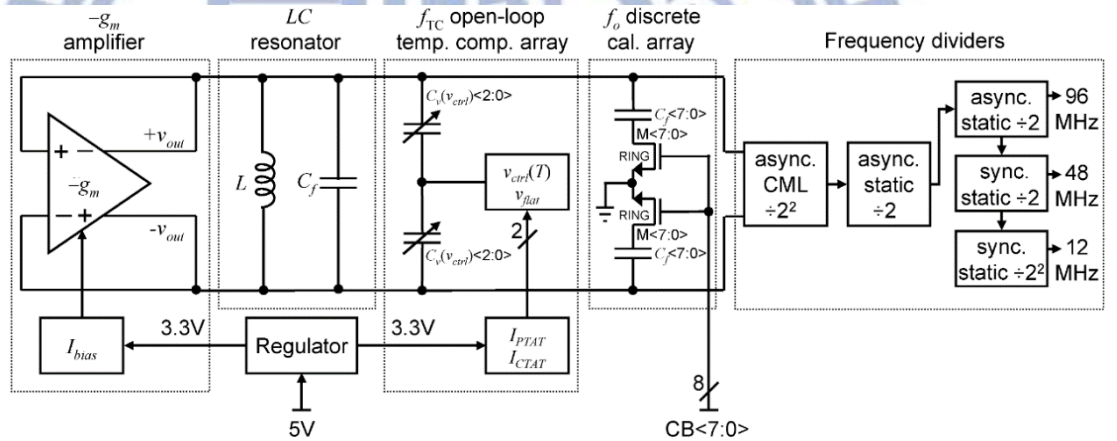 −gm amplifier
LC resonator
fTC open-loop temp. comp. array
fo discrete cal. array
Frequency dividers
+ −
−gm
− +
+vout
-vout
Ibias
3.3V
L
Cf
Regulator
5V
3.3V
Cv(vctrl)<2:0>
Cv(vctrl)<2:0>
vctrl(T)
vflat
2
IPTAT
ICTAT
Cf<7:0>
M<7:0>
RING
RING
M<7:0>
Cf<7:0>
8
CB<7:0>
async. CML ÷2²
async. static ÷2
async. static ÷2
96 MHz
sync. static ÷2
48 MHz
sync. static ÷2²
12 MHz